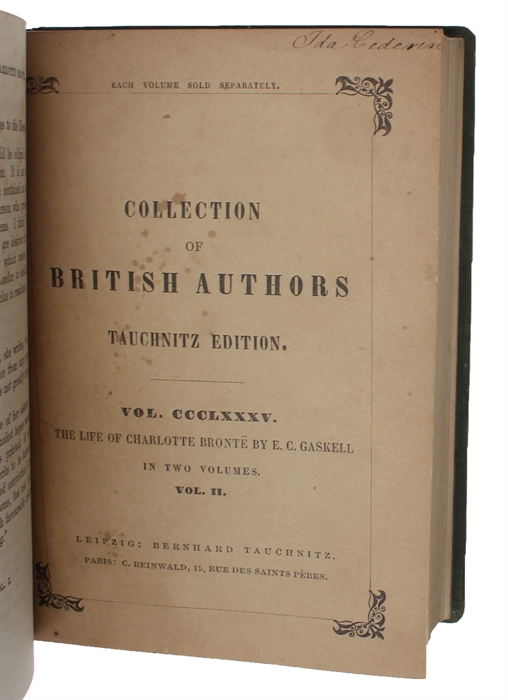 Ida Cederen
EACH VOLUME SOLD SEPARATELY.
COLLECTION
OF
BRITISH AUTHORS
TAUCHNITZ EDITION.
VOL. CCCLXXXV.
THE LIFE OF CHARLOTTE BRONTË BY E. C. GASKELL
IN TWO VOLUMES.
VOL. II.
LEIPZIG: BERNHARD TAUCHNITZ.
PARIS: C. REINWALD, 15, RUE DES SAINTS PÈRES.